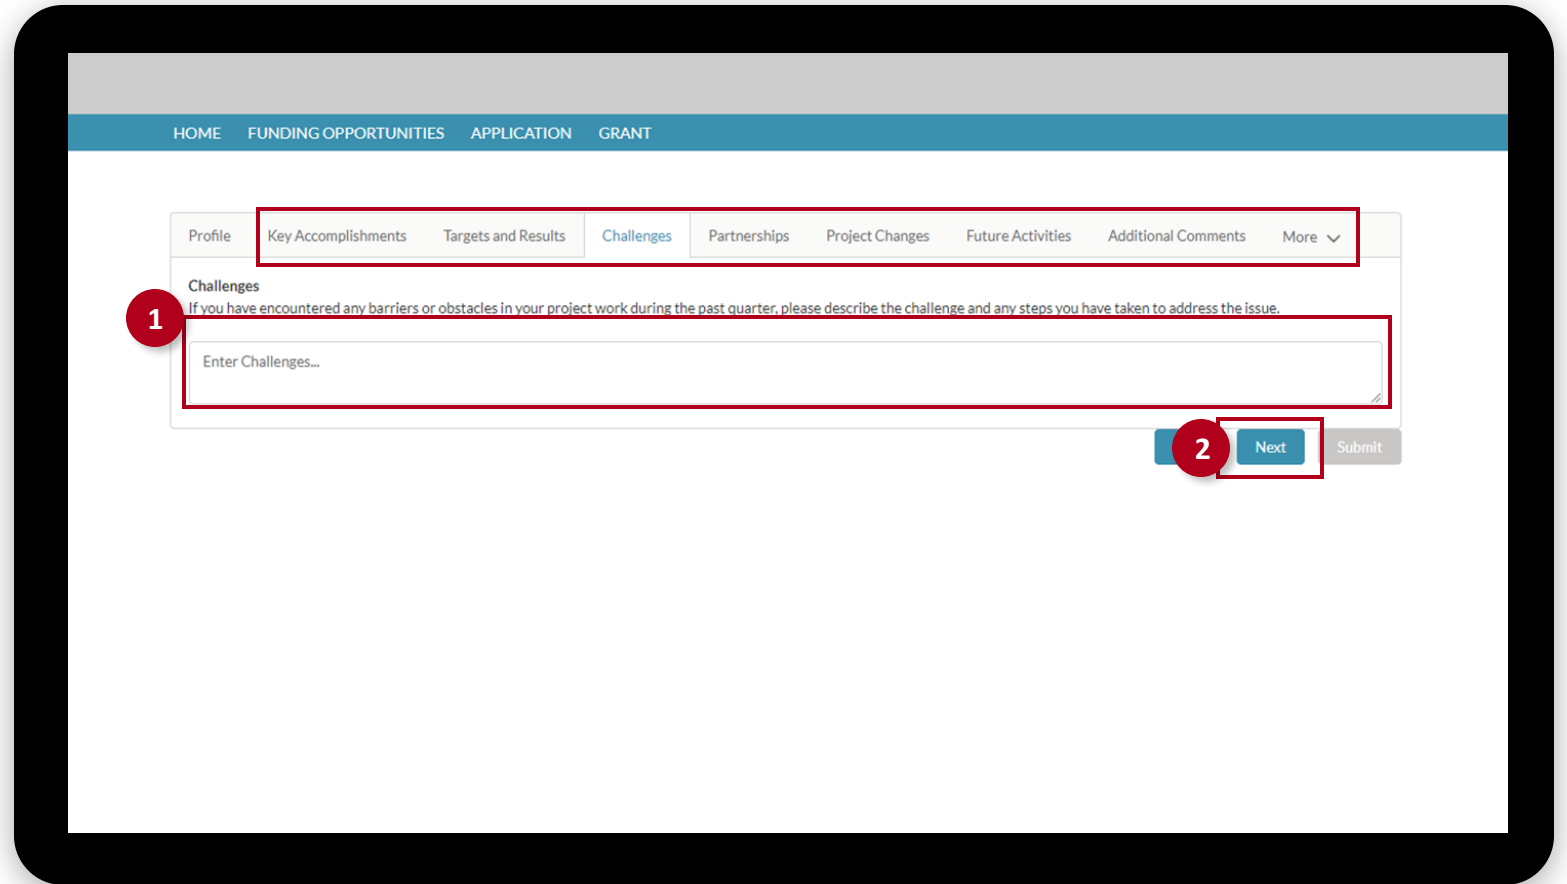 HOME FUNDING OPPORTUNITIES APPLICATION GRANT
Profile Key Accomplishments Targets and Results Challenges Partnerships Project Changes Future Activities Additional Comments More
Challenges
If you have encountered any barriers or obstacles in your project work during the past quarter, please describe the challenge and any steps you have taken to address the issue.
1
Enter Challenges...
2 Next Submit